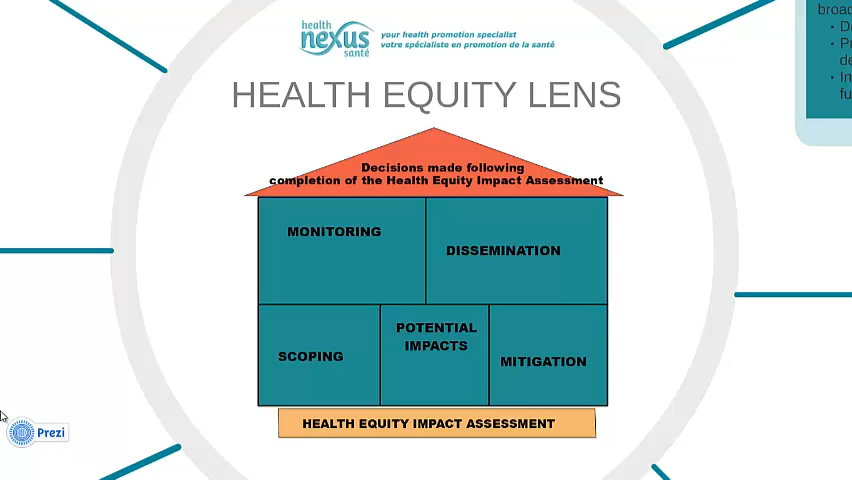 health
nexus
santé
your health promotion specialist
votre spécialiste en promotion de la santé
HEALTH EQUITY LENS
Decisions made following
completion of the Health Equity Impact Assessment
MONITORING
DISSEMINATION
SCOPING
POTENTIAL
IMPACTS
MITIGATION
HEALTH EQUITY IMPACT ASSESSMENT
Prezi